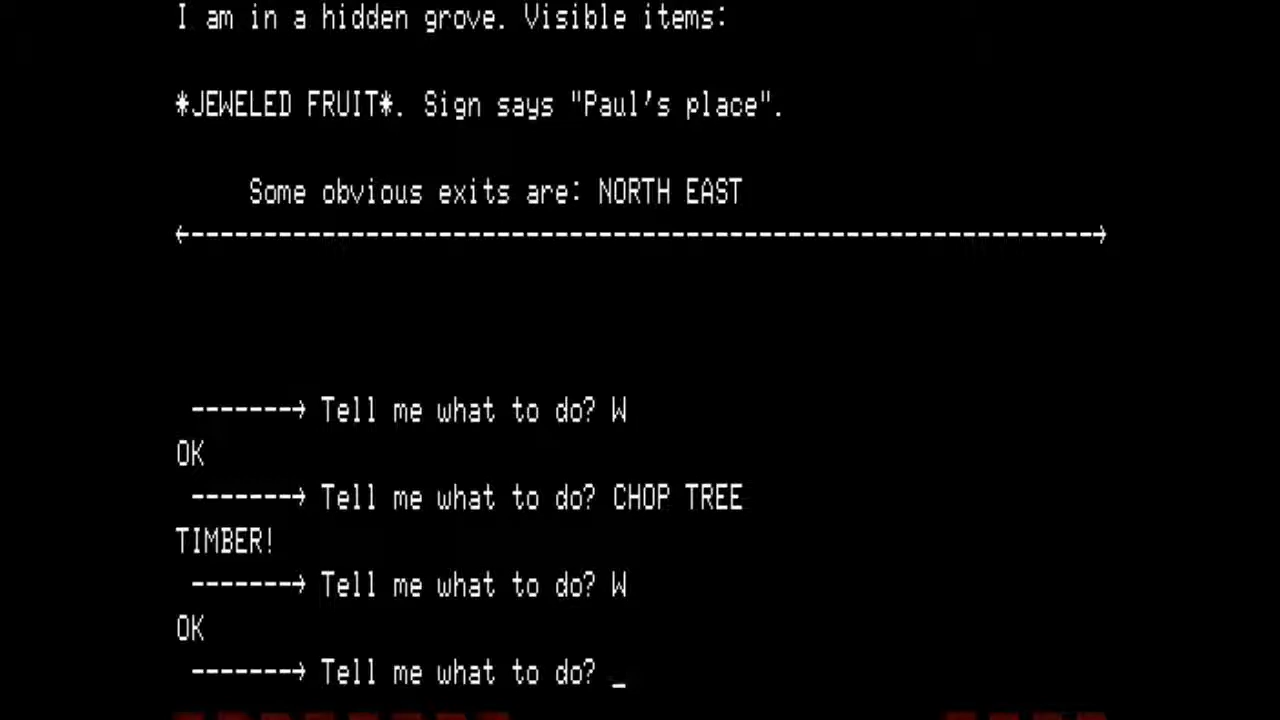 I am in a hidden grove. Visible items:
*JEWELED FRUIT*. Sign says "Paul's place".
Some obvious exits are: NORTH EAST
<---------------------------------------------------------------->
-------> Tell me what to do? W
OK
-------> Tell me what to do? CHOP TREE
TIMBER!
-------> Tell me what to do? W
OK
-------> Tell me what to do? _